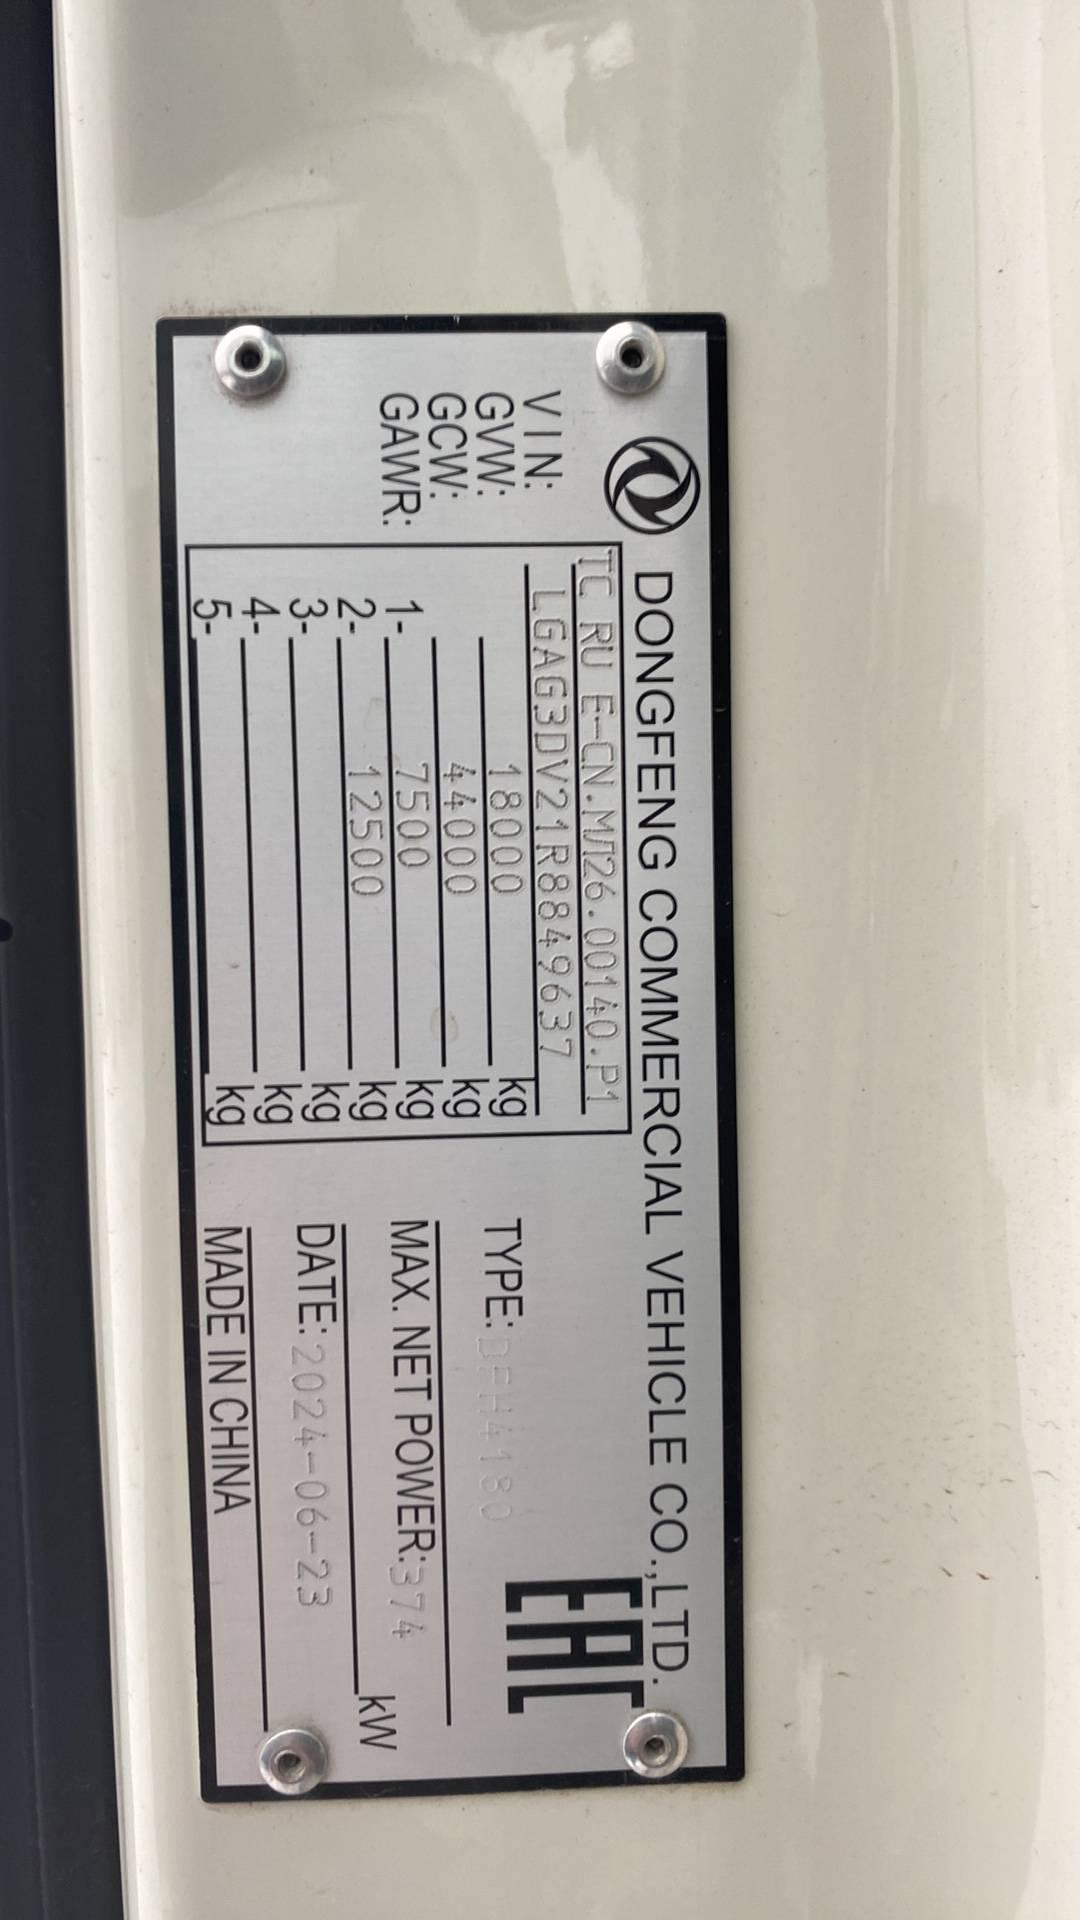 DONGFENG COMMERCIAL VEHICLE CO.,LTD.
TC RU E-CN.МЛ26.00140.P1
VIN: LGAG3DV21R8849637
GVW: 18000 kg
GCW: 44000 kg
GAWR: 1- 7500 kg
2- 12500 kg
3- kg
4- kg
5- kg
EAC
TYPE: DFH4180
MAX. NET POWER: 374
kW
DATE: 2024-06-23
MADE IN CHINA